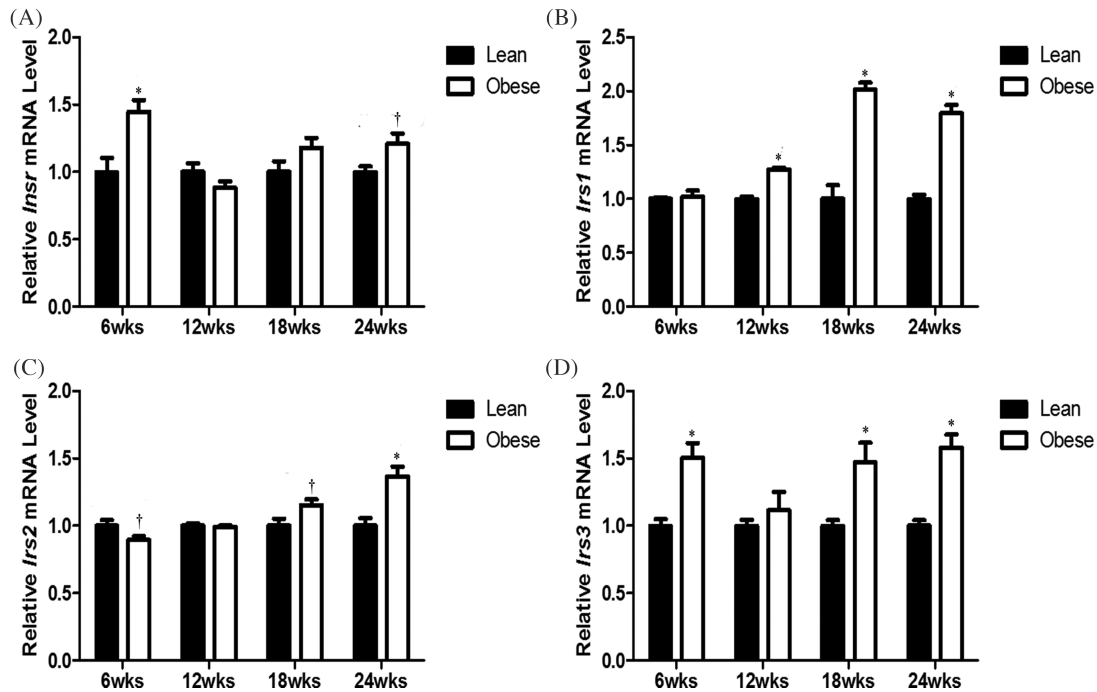 (A)
Relative Insr mRNA Level
2.0
1.5
1.0
0.5
0.0
*
†
6wks 12wks 18wks 24wks
Lean
Obese
(B)
Relative Irs1 mRNA Level
2.5
2.0
1.5
1.0
0.5
0.0
*
*
*
6wks 12wks 18wks 24wks
Lean
Obese
(C)
Relative Irs2 mRNA Level
2.0
1.5
1.0
0.5
0.0
†
†
*
6wks 12wks 18wks 24wks
Lean
Obese
(D)
Relative Irs3 mRNA Level
2.0
1.5
1.0
0.5
0.0
*
*
*
6wks 12wks 18wks 24wks
Lean
Obese